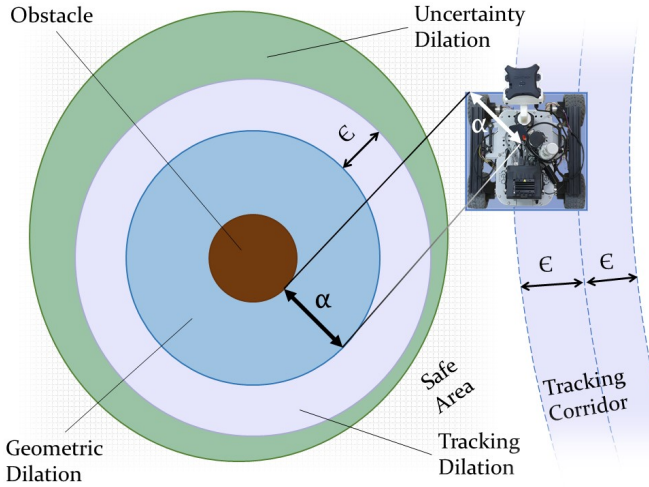 Obstacle
Uncertainty
Dilation
α
Є
Є
Є
α
Safe
Area
Tracking
Corridor
Geometric
Dilation
Tracking
Dilation